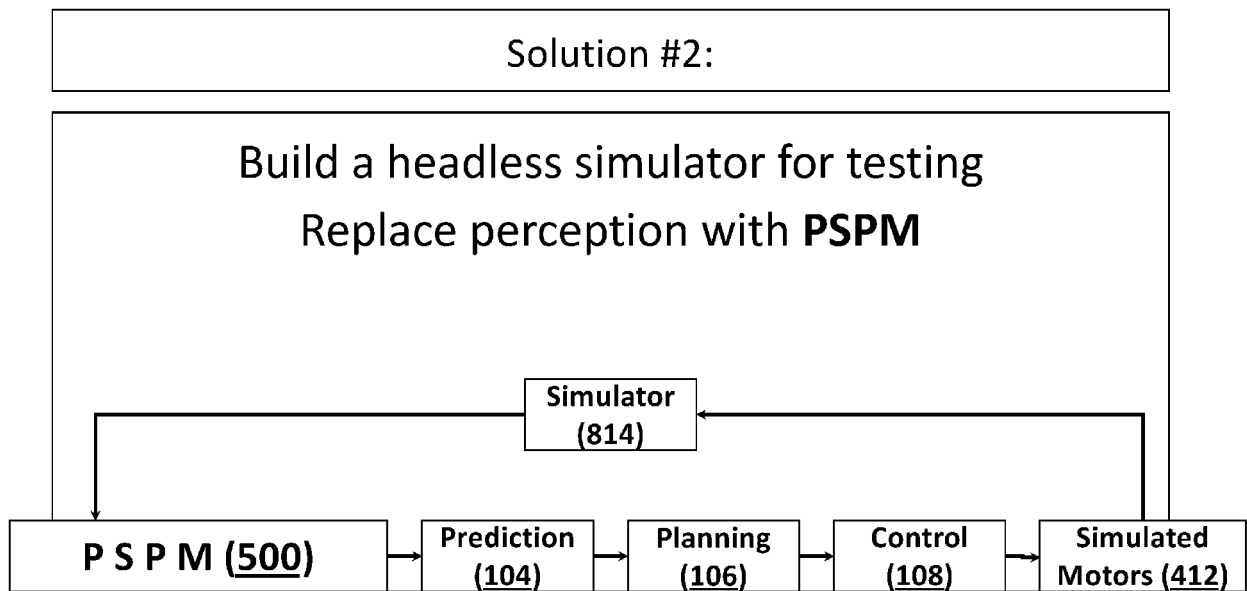 Solution #2:
Build a headless simulator for testing
Replace perception with PSPM
Simulator
(814)
P S P M (500)
Prediction
(104)
Planning
(106)
Control
(108)
Simulated
Motors (412)